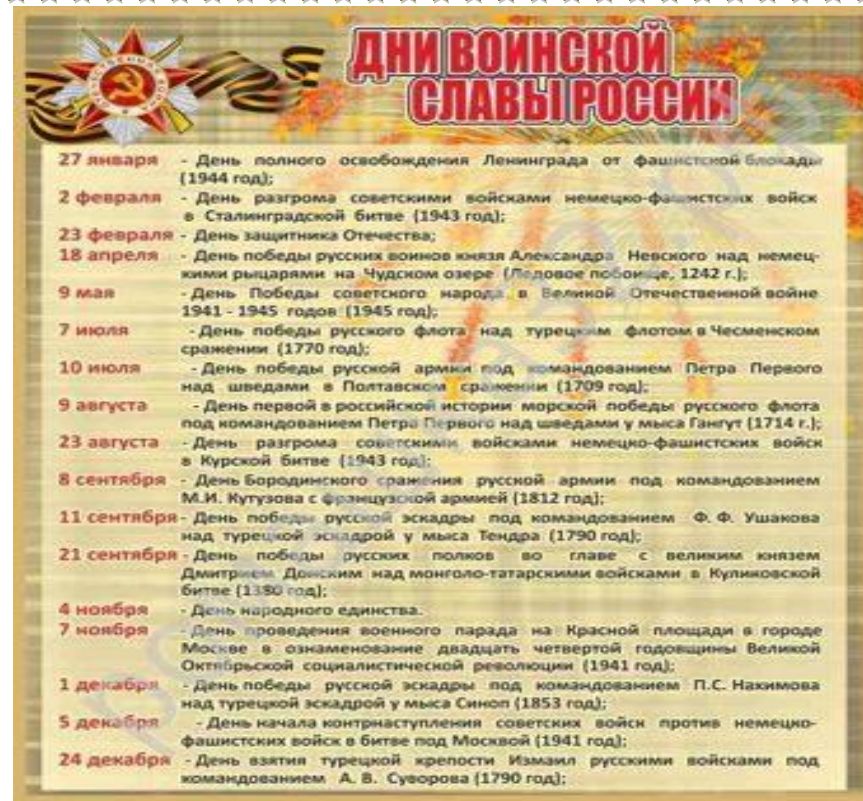 ДНИ ВОИНСКОЙ
СЛАВЫ РОССИИ
27 января - День полного освобождения Ленинграда от фашистской блокады
(1944 год);
2 февраля - День разгрома советскими войсками немецко-фашистских войск
в Сталинградской битве (1943 год);
23 февраля - День защитника Отечества;
18 апреля - День победы русских воинов князя Александра Невского над немец-
кими рыцарями на Чудском озере (Ледовое побоище, 1242 г.);
9 мая - День Победы советского народа в Великой Отечественной войне
1941 - 1945 годов (1945 год);
7 июля - День победы русского флота над турецким флотом в Чесменском
сражении (1770 год);
10 июля - День победы русской армии под командованием Петра Первого
над шведами в Полтавском сражении (1709 год);
9 августа - День первой в российской истории морской победы русского флота
под командованием Петра Первого над шведами у мыса Гангут (1714 г.);
23 августа - День разгрома советскими войсками немецко-фашистских войск
в Курской битве (1943 год);
8 сентября - День Бородинского сражения русской армии под командованием
М.И. Кутузова с французской армией (1812 год);
11 сентября - День победы русской эскадры под командованием Ф. Ф. Ушакова
над турецкой эскадрой у мыса Тендра (1790 год);
21 сентября - День победы русских полков во главе с великим князем
Дмитрием Донским над монголо-татарскими войсками в Куликовской
битве (1380 год);
4 ноября - День народного единства.
7 ноября - День проведения военного парада на Красной площади в городе
Москве в ознаменование двадцать четвертой годовщины Великой
Октябрьской социалистической революции (1941 год);
1 декабря - День победы русской эскадры под командованием П.С. Нахимова
над турецкой эскадрой у мыса Синоп (1853 год);
5 декабря - День начала контрнаступления советских войск против немецко-
фашистских войск в битве под Москвой (1941 год);
24 декабря - День взятия турецкой крепости Измаил русскими войсками под
командованием А. В. Суворова (1790 год);